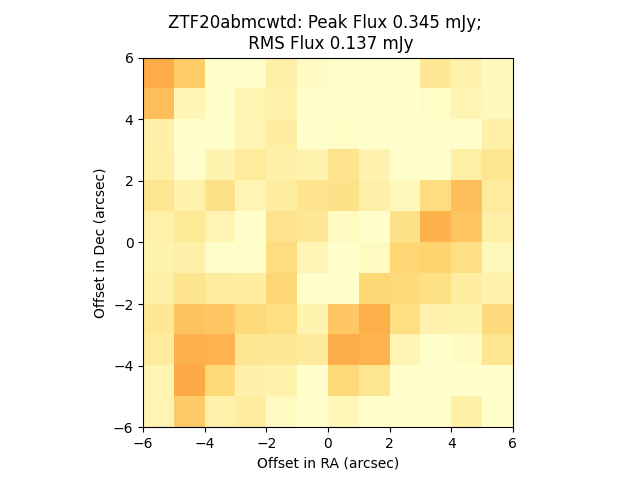 ZTF20abmcwtd: Peak Flux 0.345 mJy;
RMS Flux 0.137 mJy
6
4
2
0
−2
−4
−6
Offset in Dec (arcsec)
−6 −4 −2 0 2 4 6
Offset in RA (arcsec)